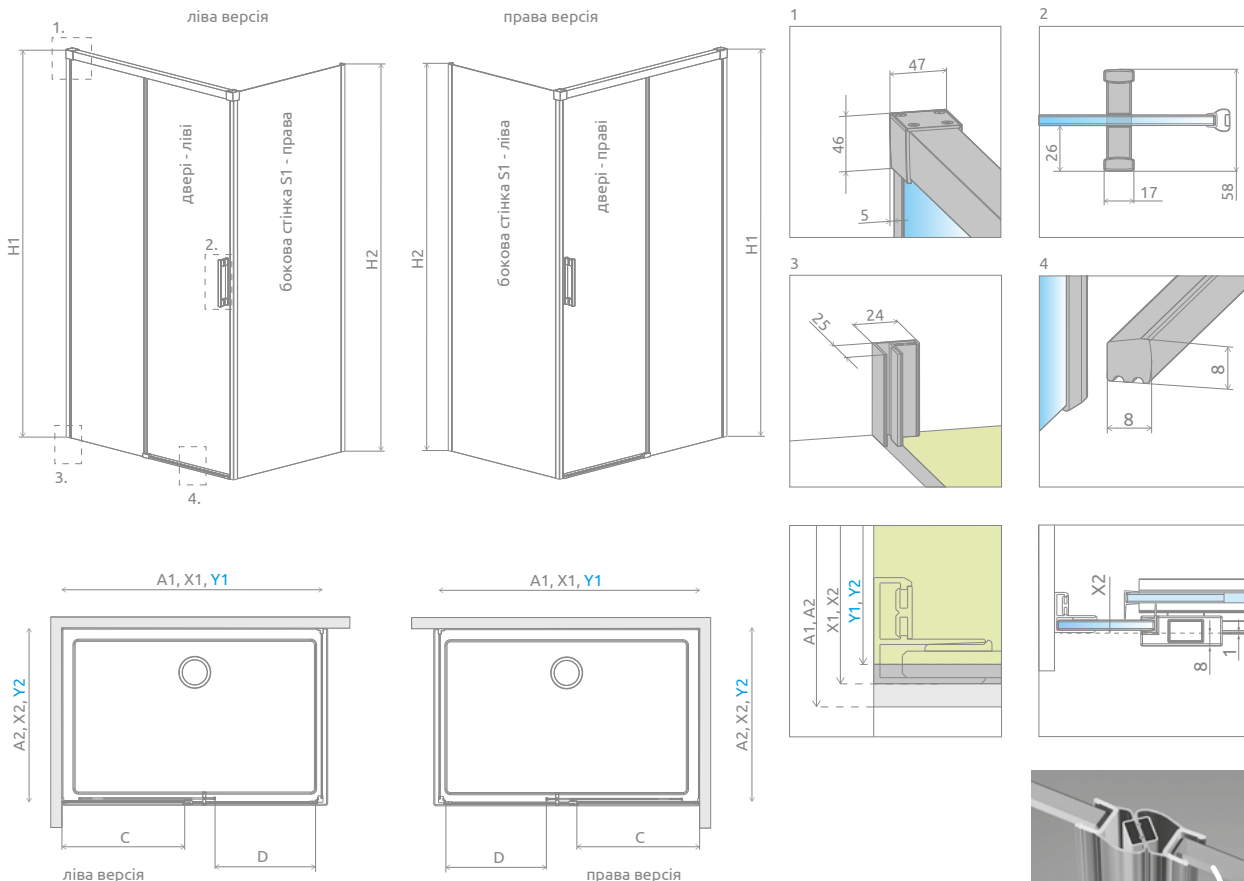 ліва версія
права версія
1.
H1
двері - ліві
бокова стінка S1 - права
2.
H2
3.
4.
H2
бокова стінка S1 - ліва
двері - праві
H1
1
47
46
5
2
26
17
58
3
25
24
4
8
8
A1, X1, Y1
A2, X2, Y2
C
D
ліва версія
A1, X1, Y1
A2, X2, Y2
D
C
права версія
A1, A2
X1, X2
Y1, Y2
X2
8
1